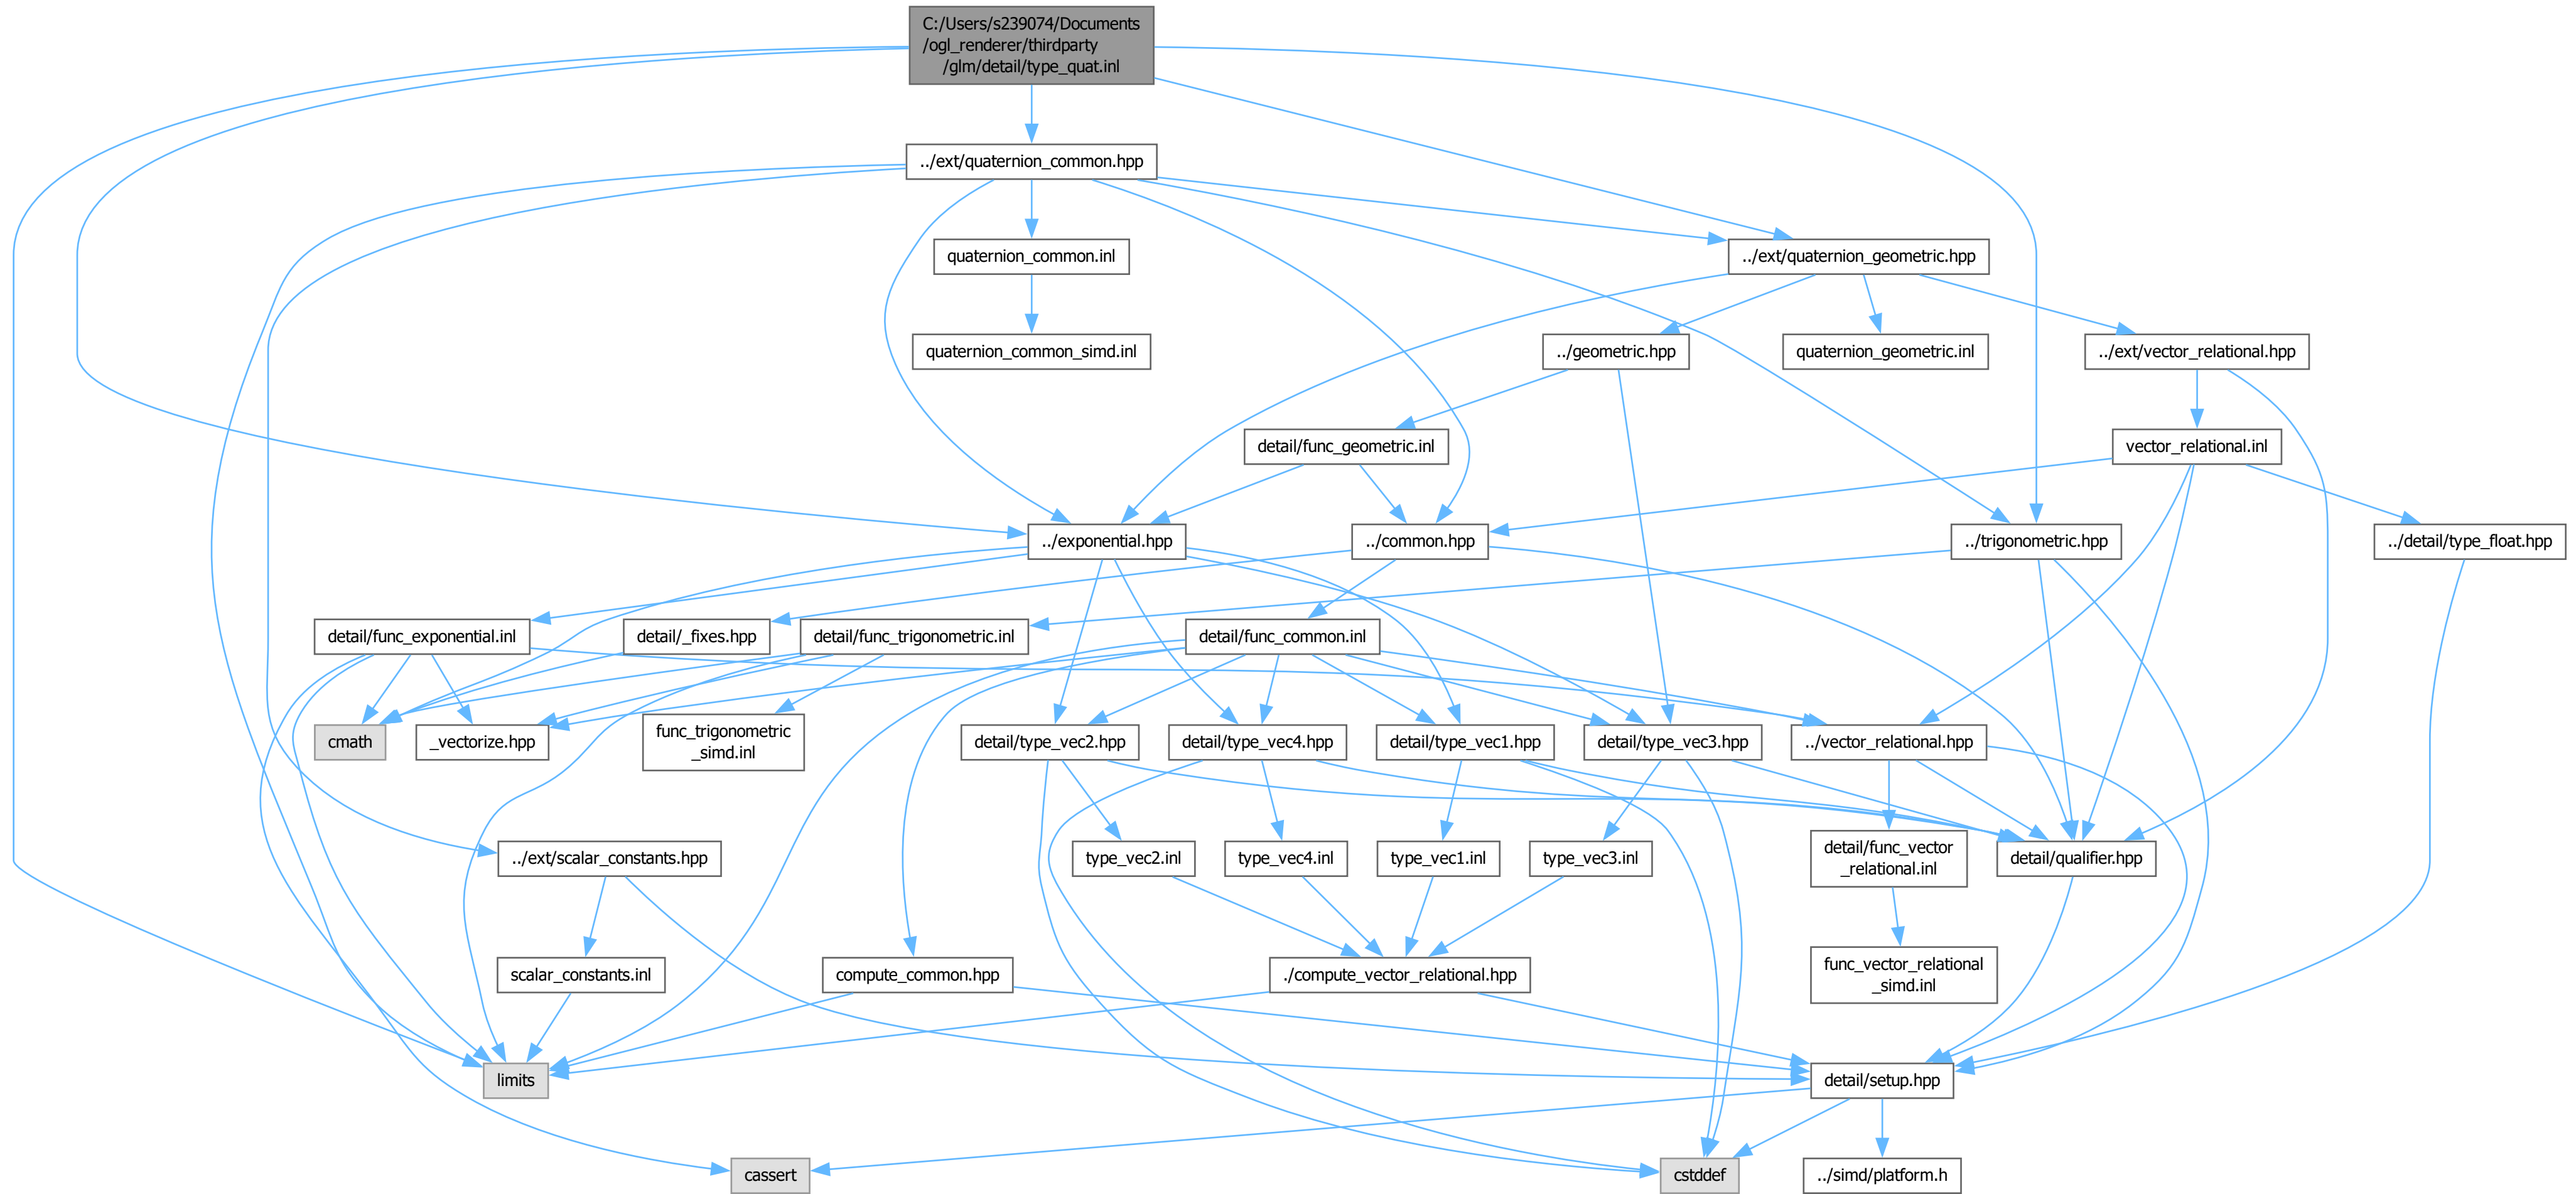 C:/Users/s239074/Documents
/ogl_renderer/thirdparty
/glm/detail/type_quat.inl
../ext/quaternion_common.hpp
quaternion_common.inl
../ext/quaternion_geometric.hpp
quaternion_common_simd.inl
../geometric.hpp
quaternion_geometric.inl
../ext/vector_relational.hpp
detail/func_geometric.inl
vector_relational.inl
../exponential.hpp
../common.hpp
../trigonometric.hpp
../detail/type_float.hpp
detail/func_exponential.inl
detail/_fixes.hpp
detail/func_trigonometric.inl
detail/func_common.inl
cmath
_vectorize.hpp
func_trigonometric
_simd.inl
detail/type_vec2.hpp
detail/type_vec4.hpp
detail/type_vec1.hpp
detail/type_vec3.hpp
../vector_relational.hpp
../ext/scalar_constants.hpp
type_vec2.inl
type_vec4.inl
type_vec1.inl
type_vec3.inl
detail/func_vector
_relational.inl
detail/qualifier.hpp
scalar_constants.inl
compute_common.hpp
./compute_vector_relational.hpp
func_vector_relational
_simd.inl
limits
detail/setup.hpp
cassert
cstddef
../simd/platform.h